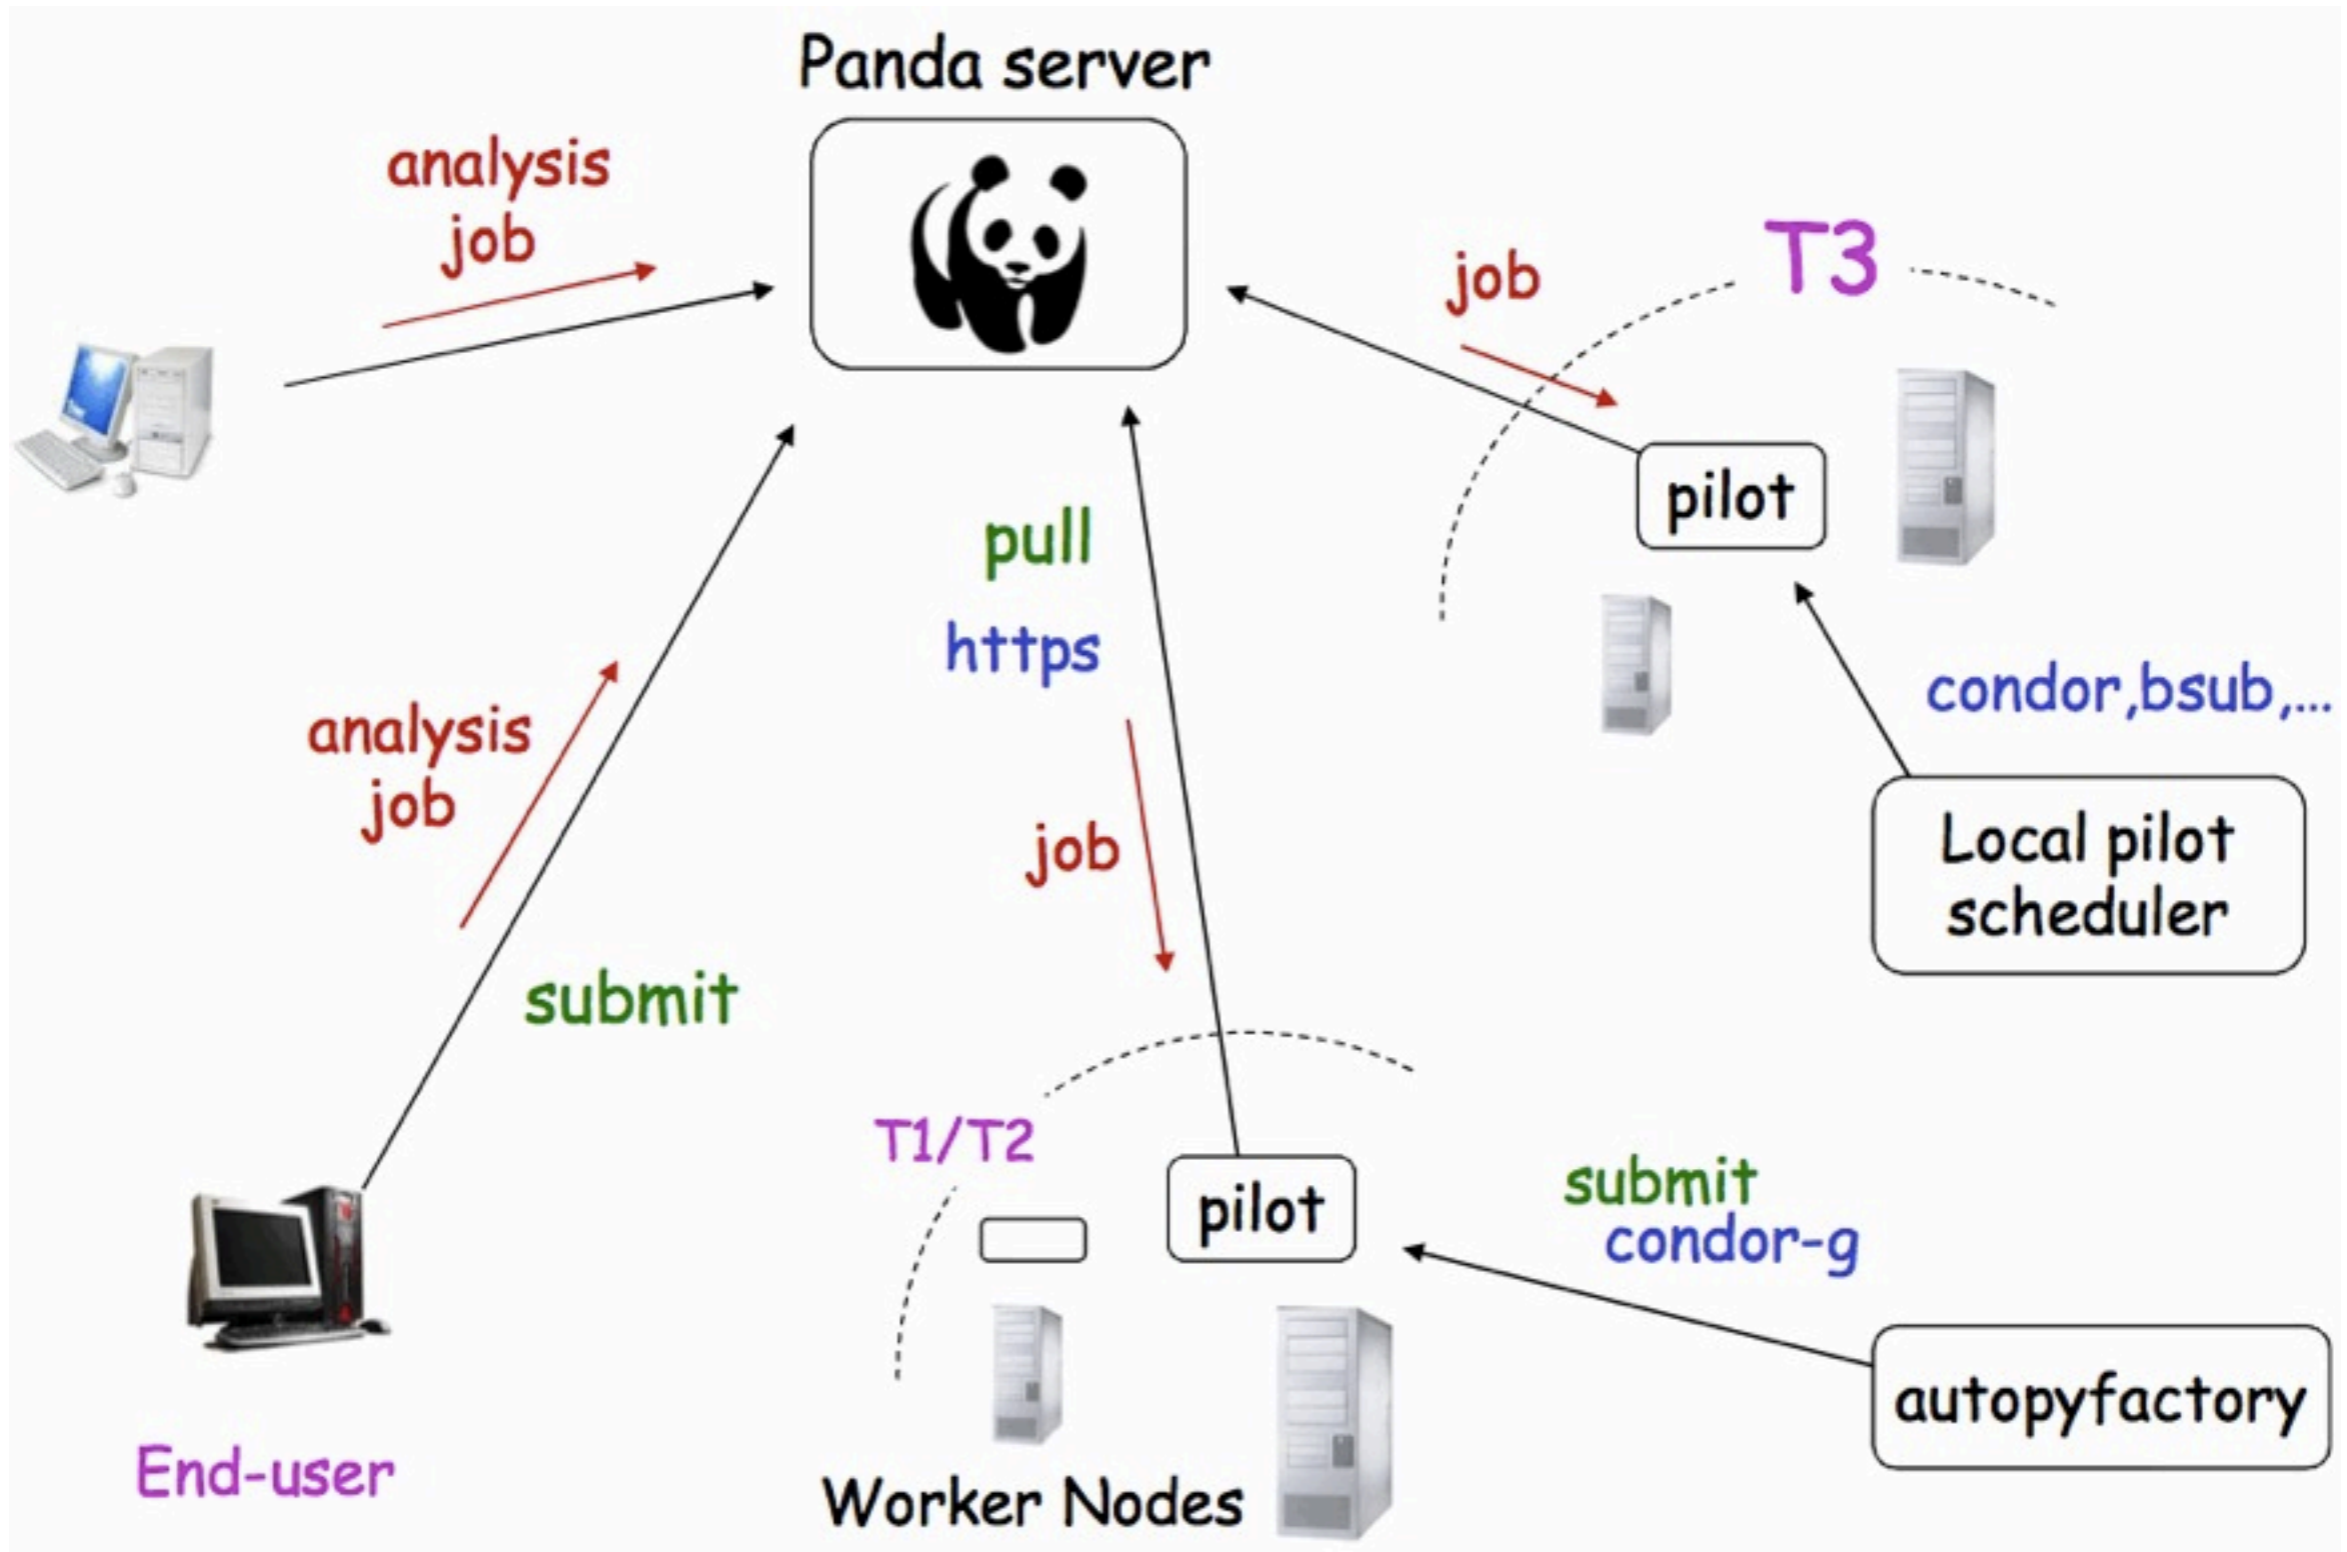 Panda server
analysis
job
job
T3
pilot
pull
https
condor,bsub,...
analysis
job
job
Local pilot
scheduler
submit
T1/T2
pilot
submit
condor-g
autopyfactory
End-user
Worker Nodes